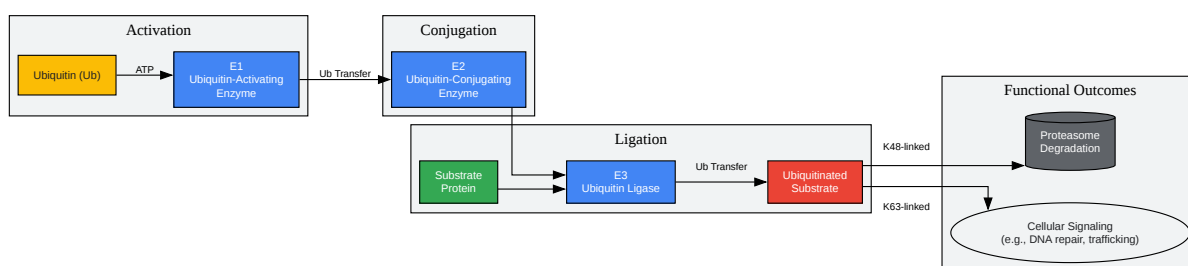 Activation
Ubiquitin (Ub)
ATP
E1
Ubiquitin-Activating
Enzyme
Ub Transfer
Conjugation
E2
Ubiquitin-Conjugating
Enzyme
Ligation
Substrate
Protein
E3
Ubiquitin Ligase
Ub Transfer
Ubiquitinated
Substrate
K48-linked
K63-linked
Functional Outcomes
Proteasome
Degradation
Cellular Signaling
(e.g., DNA repair, trafficking)